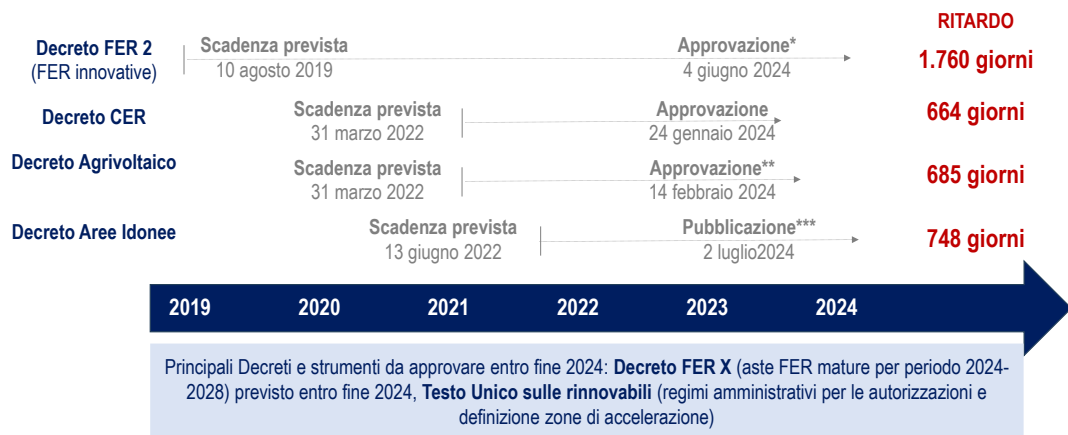 RITARDO
Decreto FER 2
(FER innovative)
Scadenza prevista
10 agosto 2019
Approvazione*
4 giugno 2024
1.760 giorni
Decreto CER
Scadenza prevista
31 marzo 2022
Approvazione
24 gennaio 2024
664 giorni
Decreto Agrivoltaico
Scadenza prevista
31 marzo 2022
Approvazione**
14 febbraio 2024
685 giorni
Decreto Aree Idonee
Scadenza prevista
13 giugno 2022
Pubblicazione***
2 luglio2024
748 giorni
2019 2020 2021 2022 2023 2024
Principali Decreti e strumenti da approvare entro fine 2024: Decreto FER X (aste FER mature per periodo 2024-
2028) previsto entro fine 2024, Testo Unico sulle rinnovabili (regimi amministrativi per le autorizzazioni e
definizione zone di accelerazione)